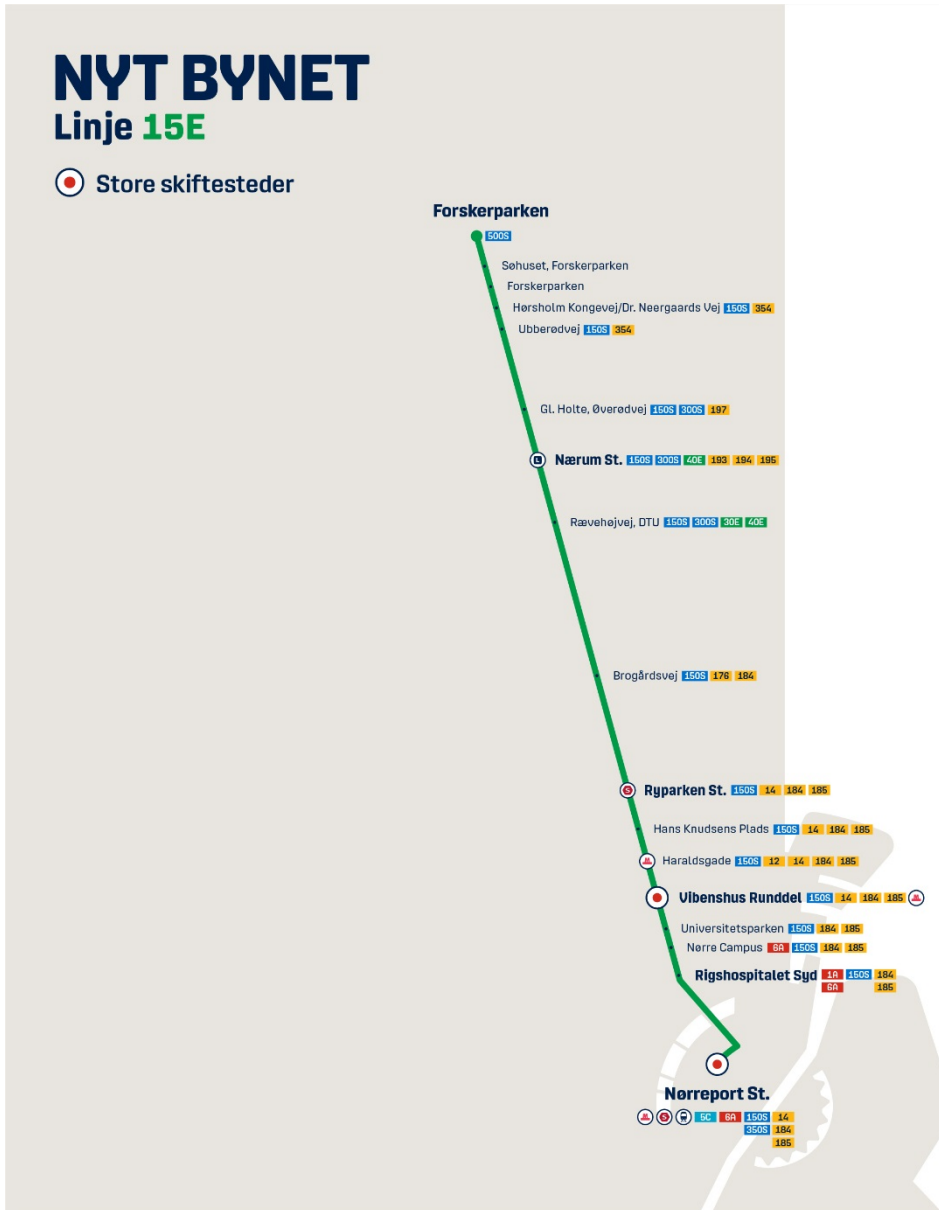 NYT BYNET
Linje 15E
Store skiftesteder
Forskerparken
500S
Søhuset, Forskerparken
Forskerparken
Hørsholm Kongevej/Dr. Neergaards Vej 150S 354
Ubberødvej 150S 354
Gl. Holte, Øverødvej 150S 300S 197
L Nærum St. 150S 300S 40E 193 194 195
Rævehøjvej, DTU 150S 300S 30E 40E
Brogårdsvej 150S 176 184
S Ryparken St. 150S 14 184 185
Hans Knudsens Plads 150S 14 184 185
Haraldsgade 150S 12 14 184 185
Vibenshus Runddel 150S 14 184 185
Universitetsparken 150S 184 185
Nørre Campus 6A 150S 184 185
Rigshospitalet Syd 1A 150S 184
6A 185
Nørreport St.
S 5C 6A 150S 14
350S 184
185